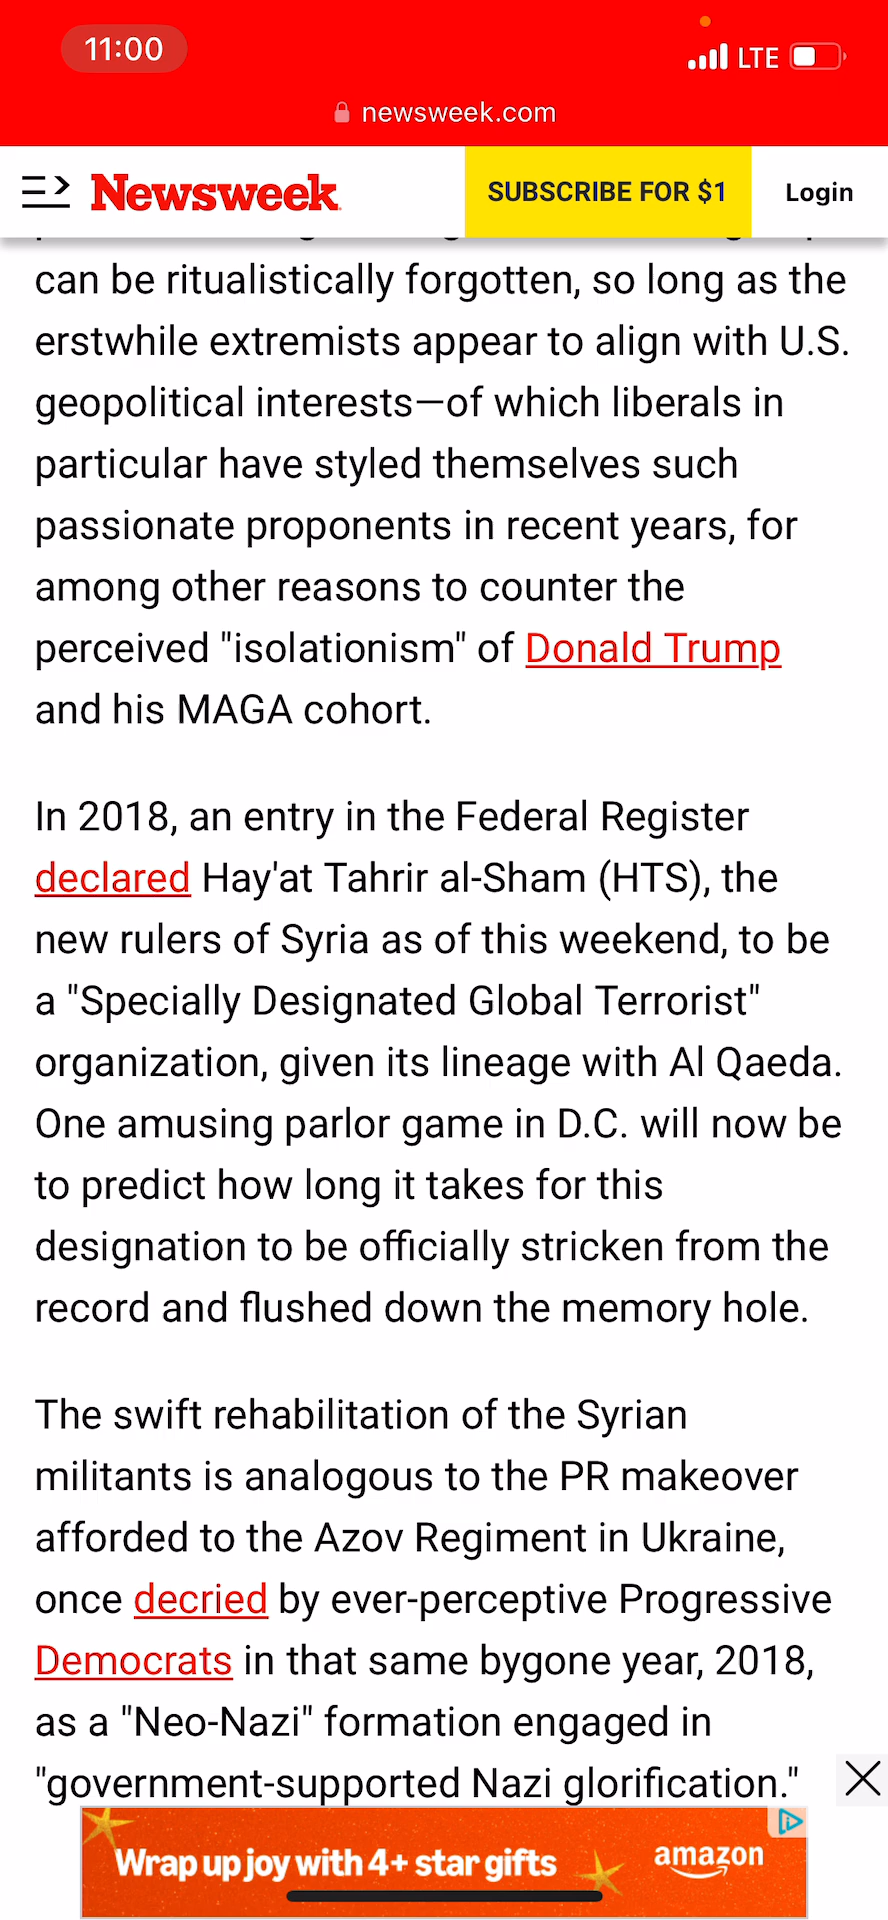 11:00
LTE
newsweek.com
Newsweek
SUBSCRIBE FOR $1
Login
can be ritualistically forgotten, so long as the
erstwhile extremists appear to align with U.S.
geopolitical interests—of which liberals in
particular have styled themselves such
passionate proponents in recent years, for
among other reasons to counter the
perceived "isolationism" of Donald Trump
and his MAGA cohort.
In 2018, an entry in the Federal Register
declared Hay'at Tahrir al-Sham (HTS), the
new rulers of Syria as of this weekend, to be
a "Specially Designated Global Terrorist"
organization, given its lineage with Al Qaeda.
One amusing parlor game in D.C. will now be
to predict how long it takes for this
designation to be officially stricken from the
record and flushed down the memory hole.
The swift rehabilitation of the Syrian
militants is analogous to the PR makeover
afforded to the Azov Regiment in Ukraine,
once decried by ever-perceptive Progressive
Democrats in that same bygone year, 2018,
as a "Neo-Nazi" formation engaged in
"government-supported Nazi glorification."
Wrap up joy with 4+ star gifts
amazon